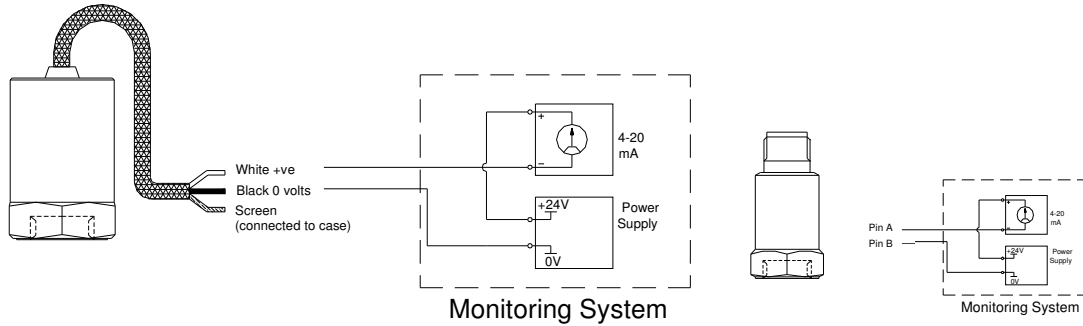 White +ve
Black 0 volts
Screen
(connected to case)
+
−
4-20
mA
+24V
0V
Power
Supply
Monitoring System
Pin A
Pin B
+
−
4-20
mA
+24V
0V
Power
Supply
Monitoring System